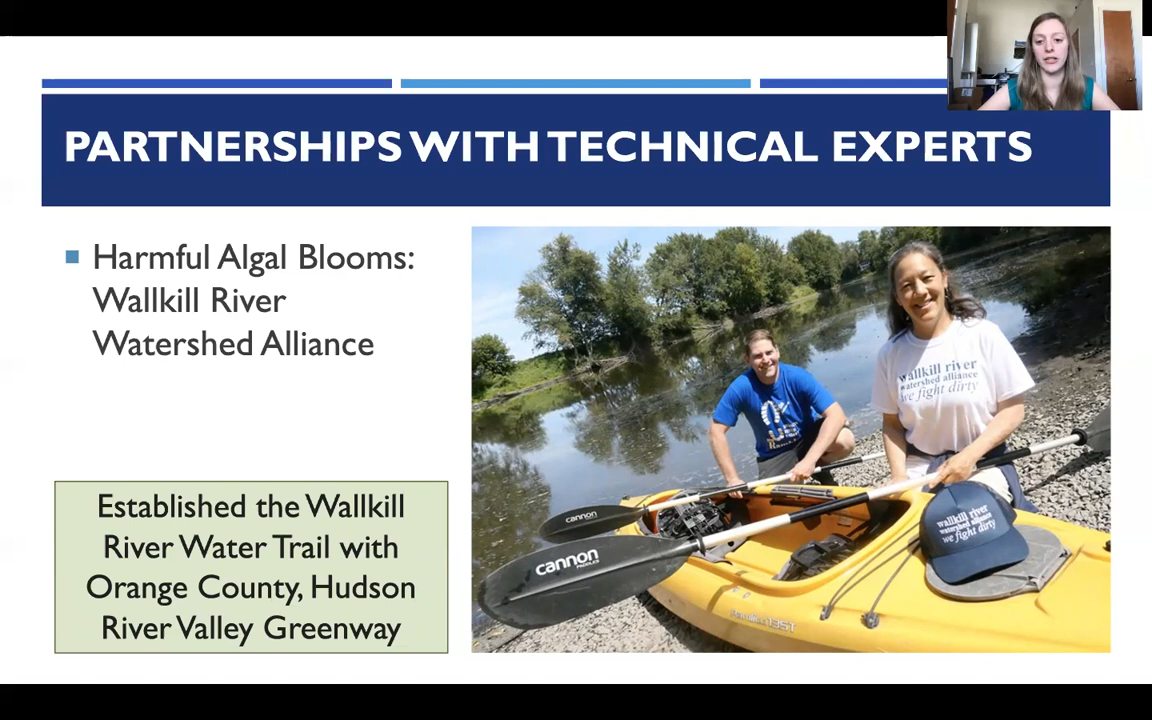 PARTNERSHIPS WITH TECHNICAL EXPERTS
Harmful Algal Blooms:
Wallkill River
Watershed Alliance
Established the Wallkill
River Water Trail with
Orange County, Hudson
River Valley Greenway
wallkill river
watershed alliance
we fight dirty
cannon
cannon
PADDLES
wallkill river
watershed alliance
we fight dirty